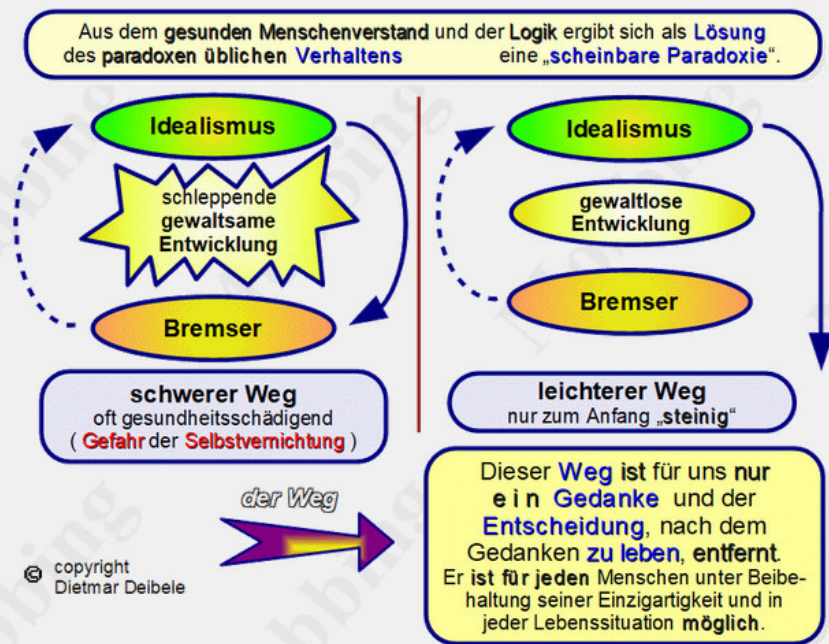 Aus dem gesunden Menschenverstand und der Logik ergibt sich als Lösung
des paradoxen üblichen Verhaltens eine „scheinbare Paradoxie“.
Idealismus
schleppende
gewaltsame
Entwicklung
Bremser
schwerer Weg
oft gesundheitsschädigend
( Gefahr der Selbstvernichtung )
Idealismus
gewaltlose
Entwicklung
Bremser
leichterer Weg
nur zum Anfang „steinig“
der Weg
Dieser Weg ist für uns nur
e i n Gedanke und der
Entscheidung, nach dem
Gedanken zu leben, entfernt.
Er ist für jeden Menschen unter Beibe-
haltung seiner Einzigartigkeit und in
jeder Lebenssituation möglich.
© copyright
Dietmar Deibele
Mobbing